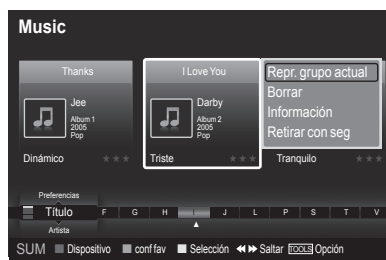 Music
Thanks
Jee
Album 1
2005
Pop
Dinámico
I Love You
Darby
Album 2
2005
Pop
Triste
Repr. grupo actual
Borrar
Información
Retirar con seg
Tranquilo
Preferencias
Título F G H I J L P S T V
Artista
SUM Dispositivo conf fav Selección Saltar TOOLS Opción